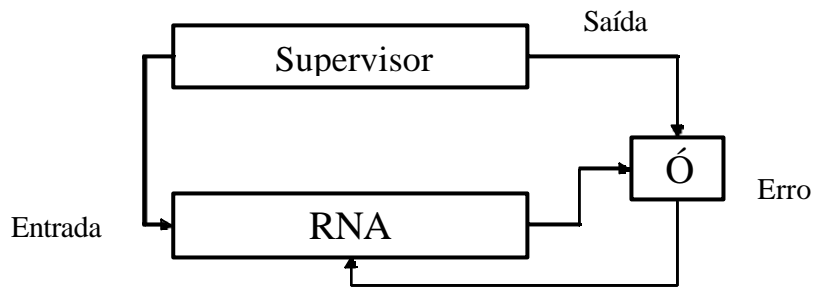 Saída
Supervisor
Ó
Erro
Entrada
RNA